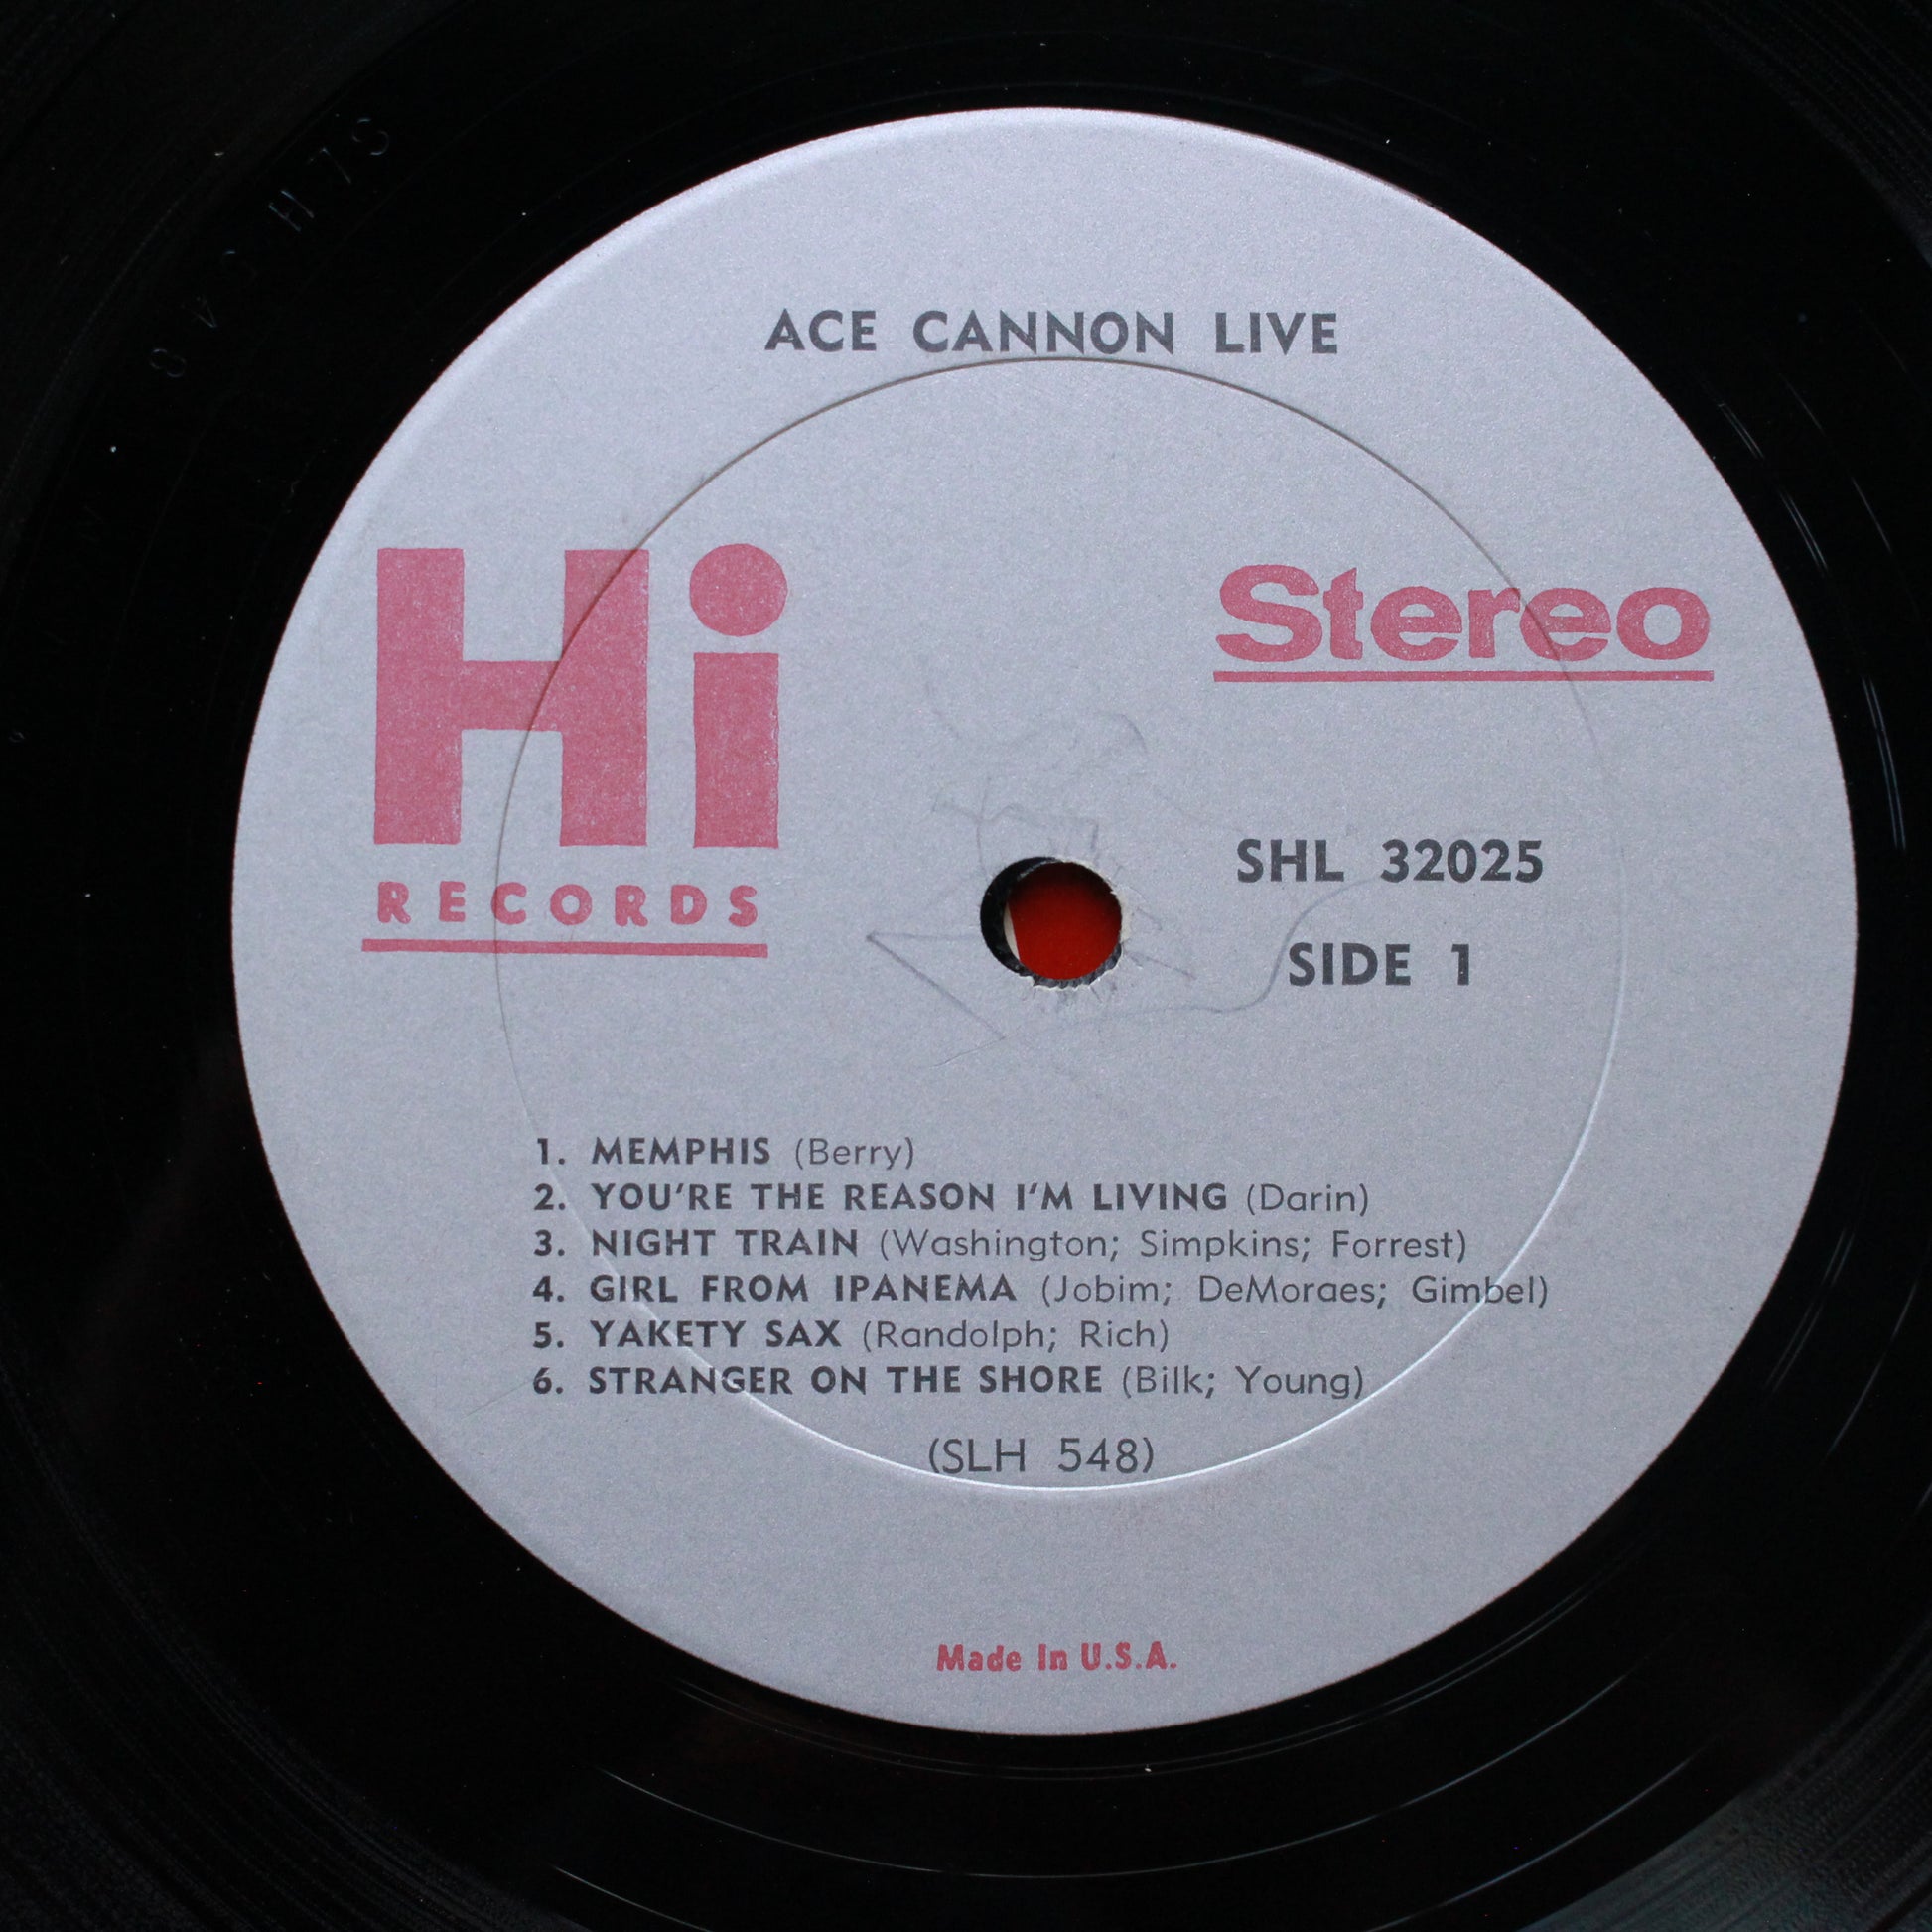 SLH 548
ACE CANNON LIVE
Hi
RECORDS
Stereo
SHL 32025
SIDE 1
1. MEMPHIS (Berry)
2. YOU'RE THE REASON I'M LIVING (Darin)
3. NIGHT TRAIN (Washington; Simpkins; Forrest)
4. GIRL FROM IPANEMA (Jobim; DeMoraes; Gimbel)
5. YAKETY SAX (Randolph; Rich)
6. STRANGER ON THE SHORE (Bilk; Young)
(SLH 548)
Made In U.S.A.